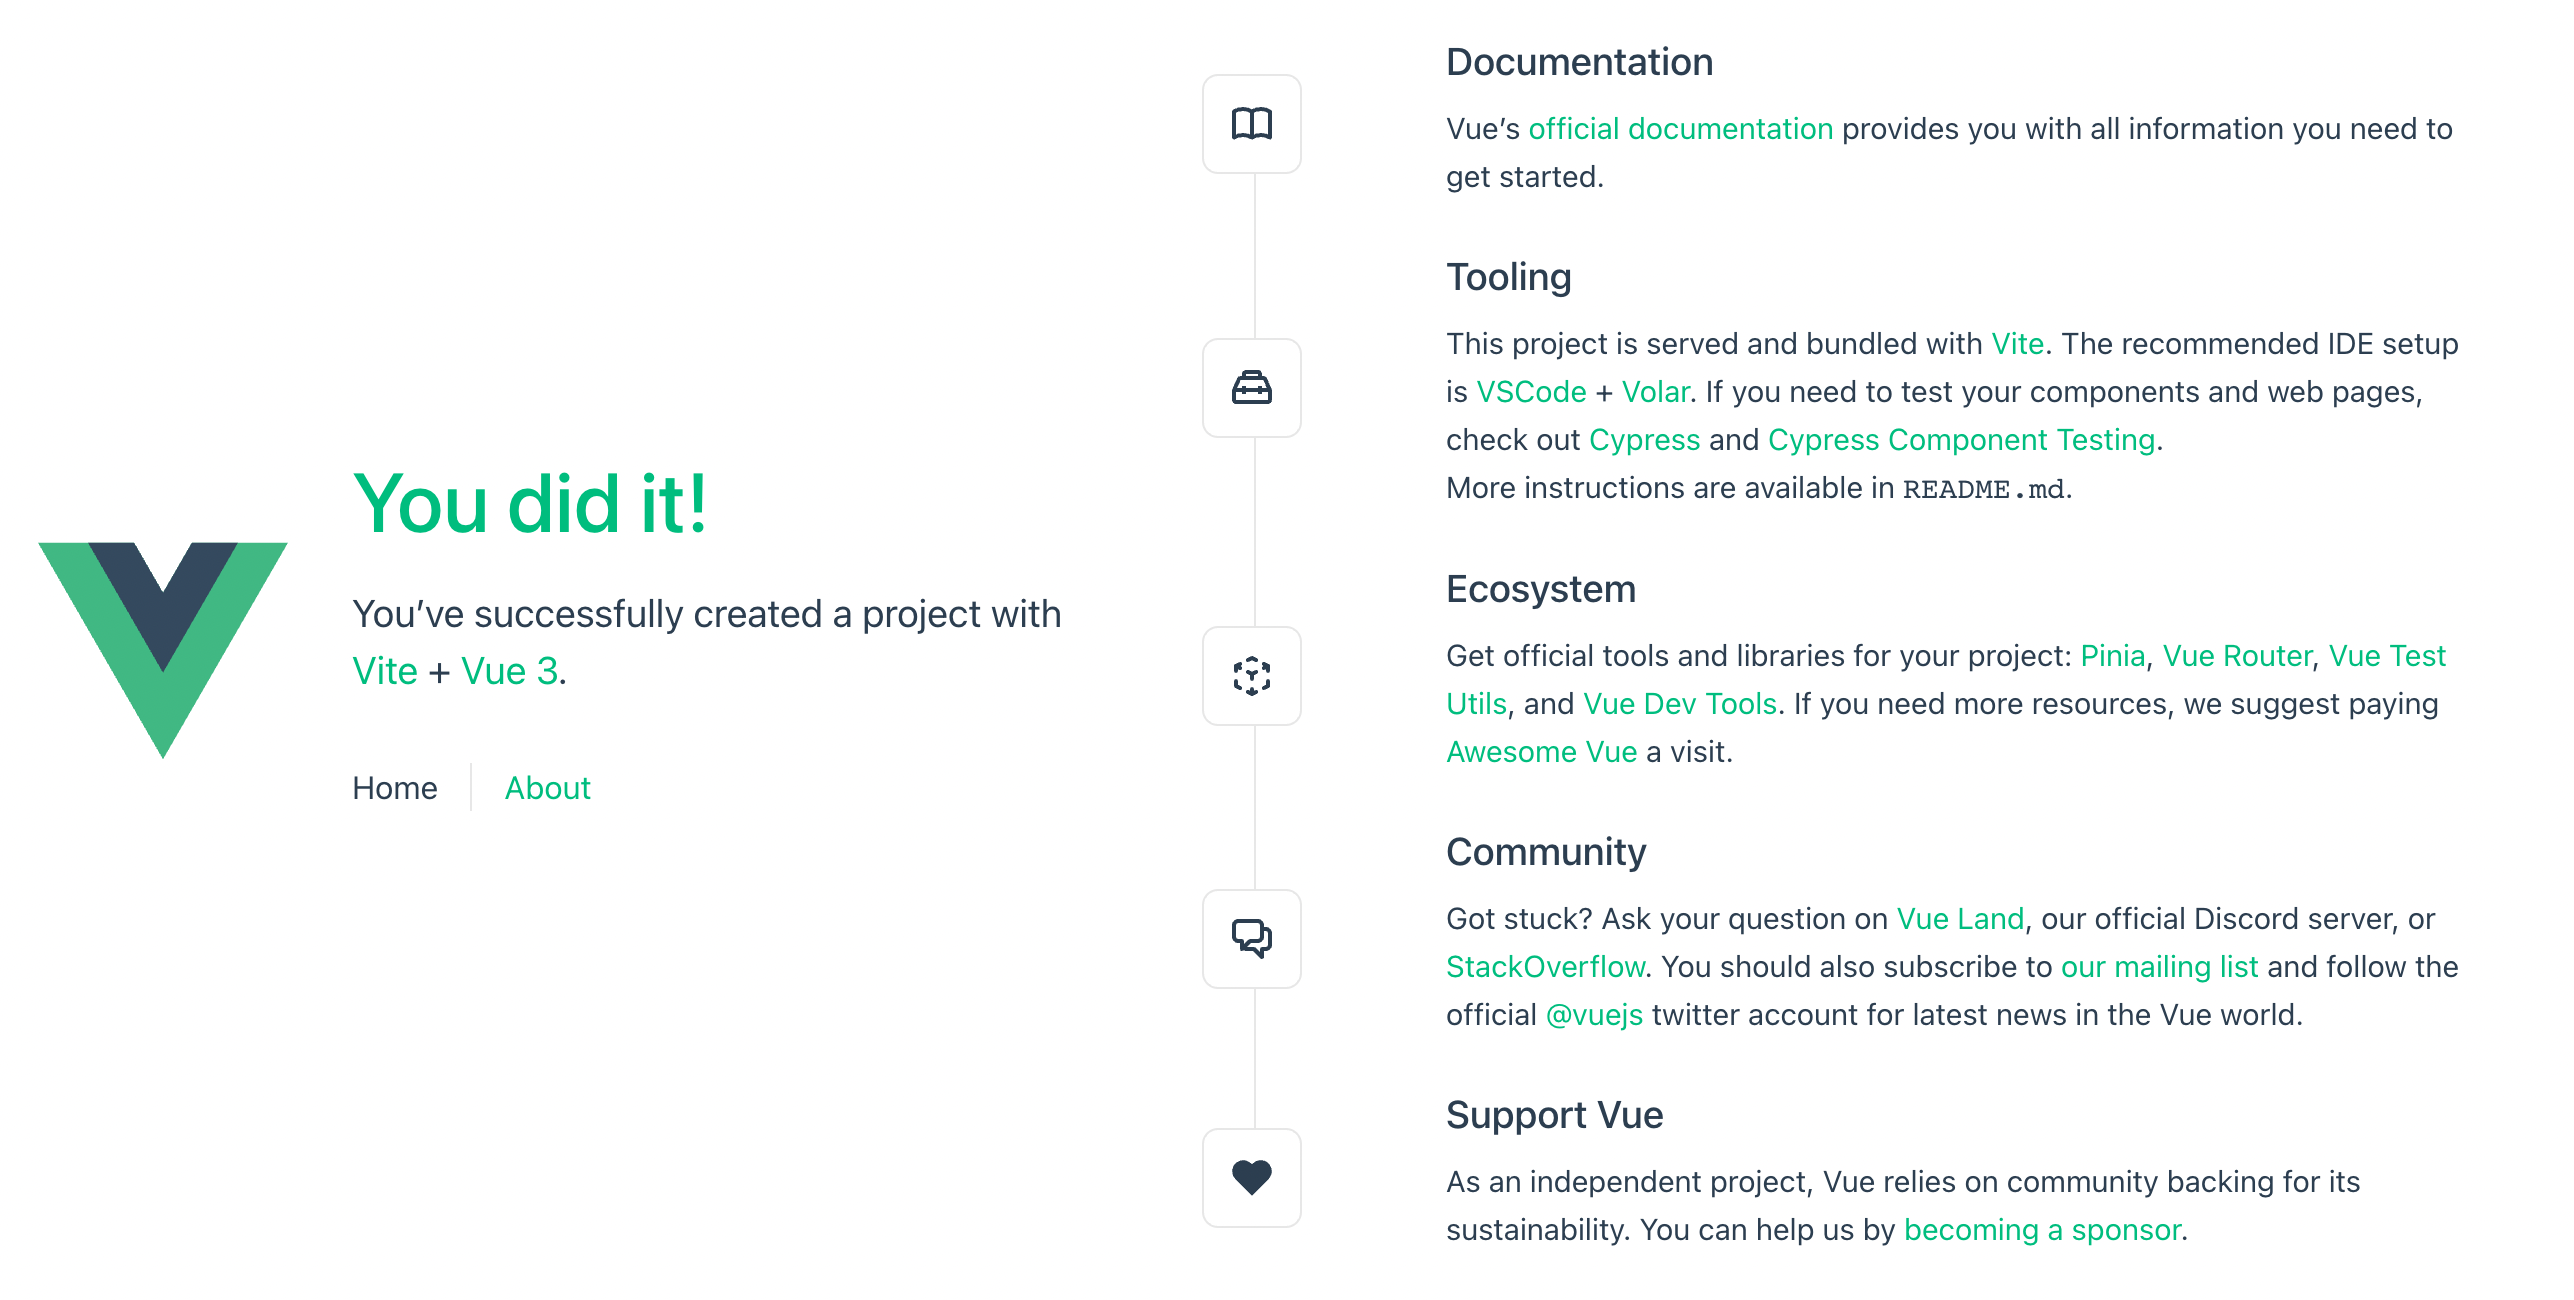 You did it!
You’ve successfully created a project with
Vite + Vue 3.
Home
About
Documentation
Vue’s official documentation provides you with all information you need to
get started.
Tooling
This project is served and bundled with Vite. The recommended IDE setup
is VSCode + Volar. If you need to test your components and web pages,
check out Cypress and Cypress Component Testing.
More instructions are available in README.md.
Ecosystem
Get official tools and libraries for your project: Pinia, Vue Router, Vue Test
Utils, and Vue Dev Tools. If you need more resources, we suggest paying
Awesome Vue a visit.
Community
Got stuck? Ask your question on Vue Land, our official Discord server, or
StackOverflow. You should also subscribe to our mailing list and follow the
official @vuejs twitter account for latest news in the Vue world.
Support Vue
As an independent project, Vue relies on community backing for its
sustainability. You can help us by becoming a sponsor.